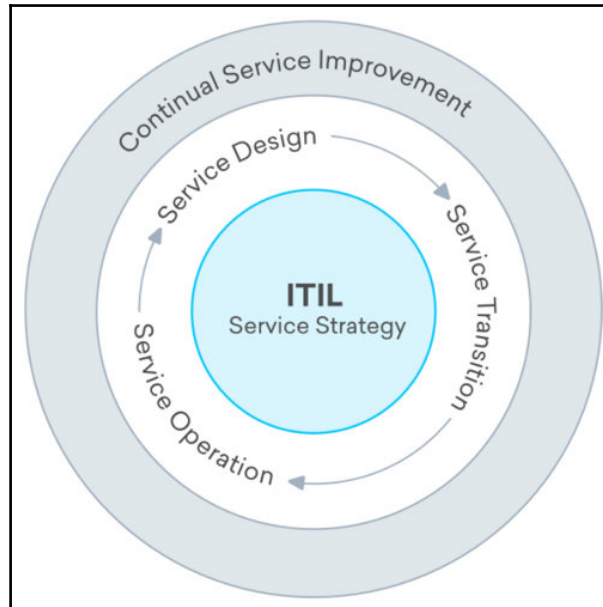 Continual Service Improvement
Service Design
Service Transition
Service Operation
ITIL
Service Strategy